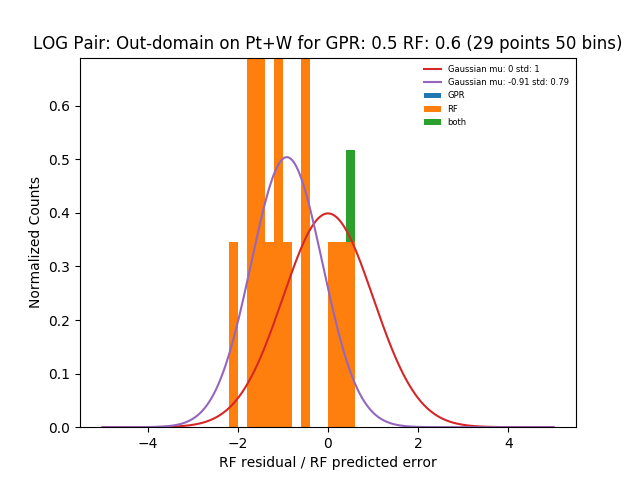 LOG Pair: Out-domain on Pt+W for GPR: 0.5 RF: 0.6 (29 points 50 bins)
Gaussian mu: 0 std: 1
Gaussian mu: -0.91 std: 0.79
GPR
RF
both
0.6
0.5
0.4
0.3
0.2
0.1
0.0
Normalized Counts
−4 −2 0 2 4
RF residual / RF predicted error